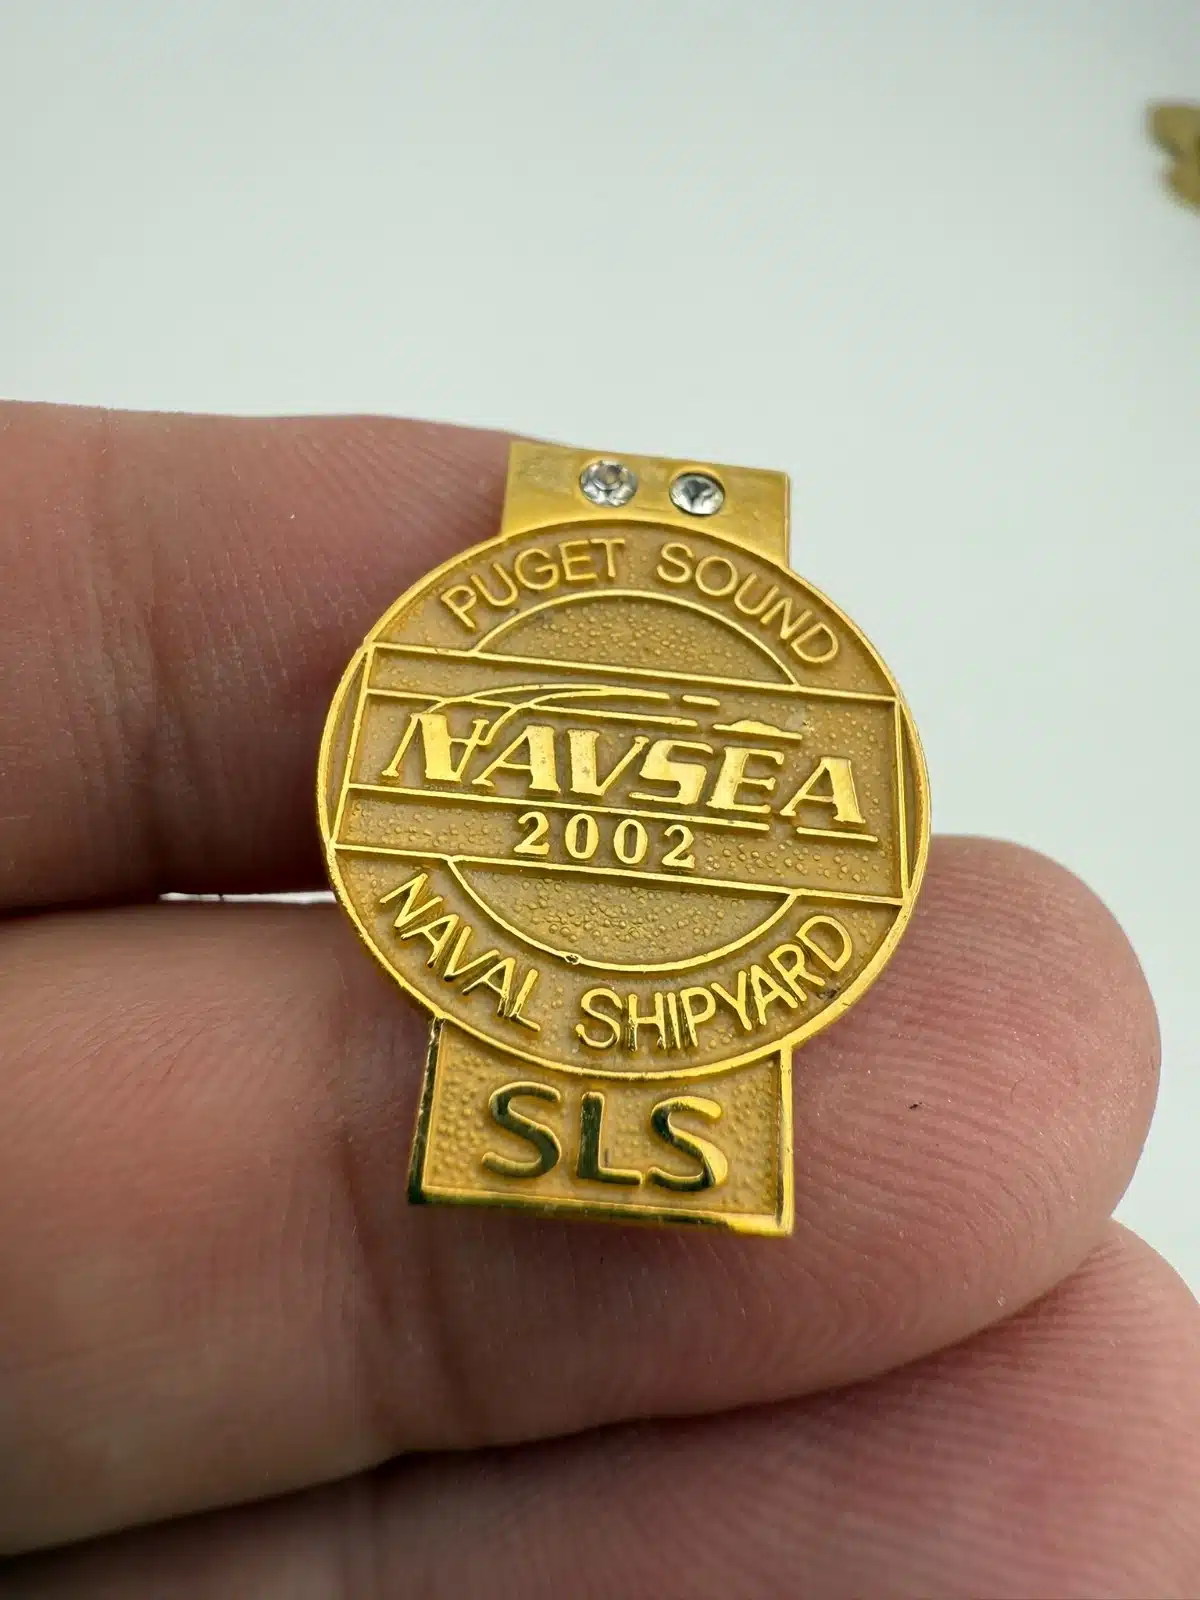 PUGET SOUND
NAVSEA
2002
NAVAL SHIPYARD
SLS